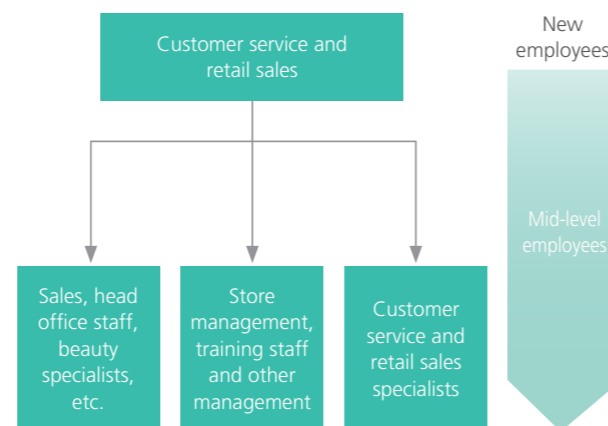 Customer service and
retail sales
New
employees
Mid-level
employees
Sales, head
office staff,
beauty
specialists,
etc.
Store
management,
training staff
and other
management
Customer
service and
retail sales
specialists